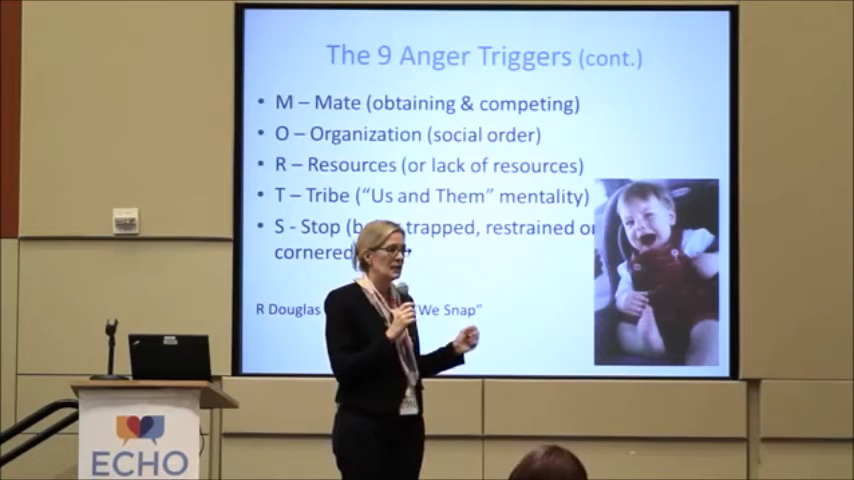 The 9 Anger Triggers (cont.)
• M – Mate (obtaining & competing)
• O – Organization (social order)
• R – Resources (or lack of resources)
• T – Tribe ("Us and Them" mentality)
• S - Stop ( trapped, restrained or
cornered
R Douglas We Snap"
ECHO